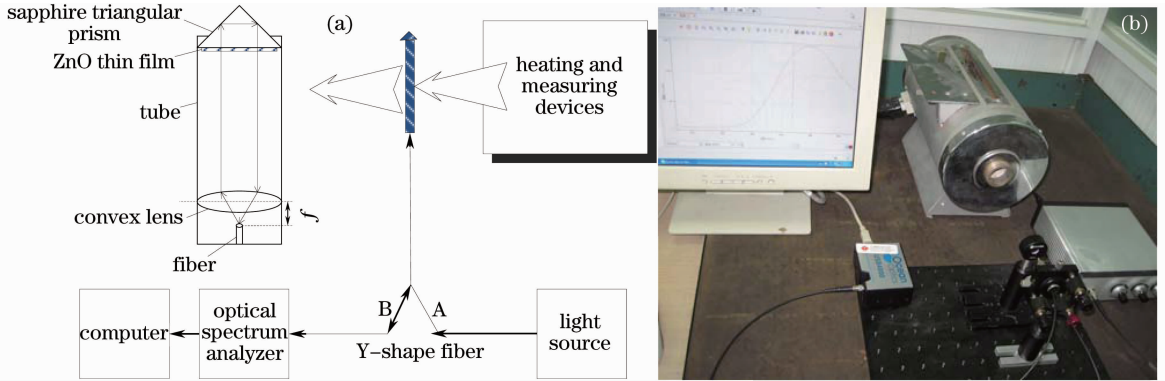 sapphire triangular
prism
ZnO thin film
tube
convex lens
f
fiber
(a)
heating and
measuring
devices
B
A
Y-shape fiber
computer
optical
spectrum
analyzer
light
source
(b)
Ocean